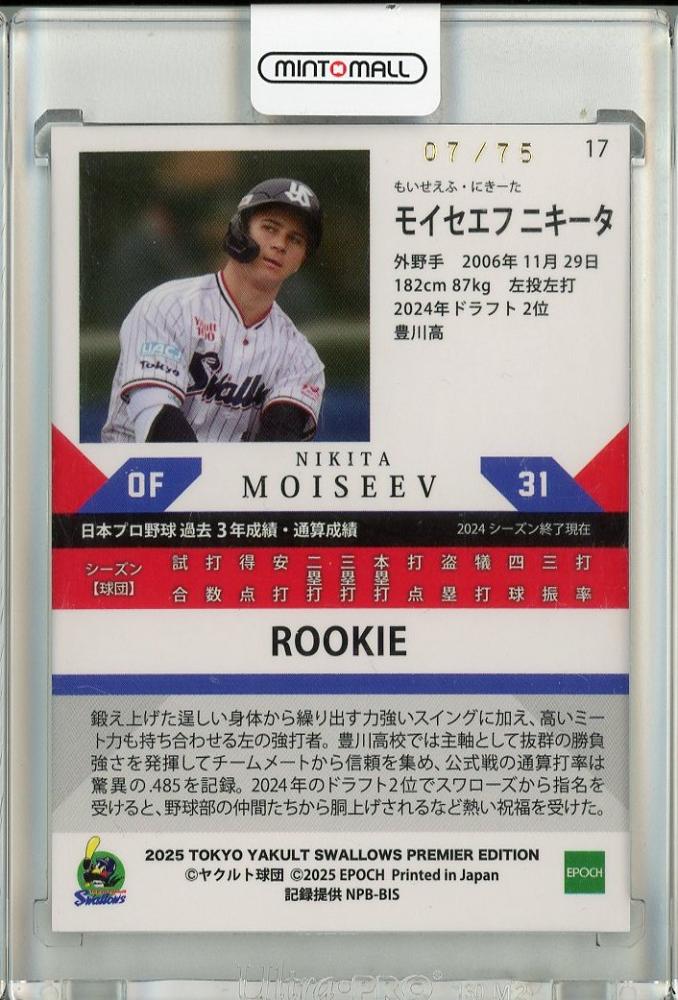 MINTOMALL
07/75
17
もいせえふ・にきーた
モイセエフ ニキータ
外野手 2006年 11月 29日
182cm 87kg 左投左打
2024年ドラフト 2位
豊川高
Yakult
100
UACJ
Tokyo
Swallows
NIKITA
MOISEEV
OF
31
日本プロ野球 過去 3年成績・通算成績
2024 シーズン終了現在
シーズン
【球団】
試合 打数 得点 安打 二塁打 三塁打 本塁打 打点 盗塁 犠打 四球 三振 打率
ROOKIE
鍛え上げた逞しい身体から繰り出す力強いスイングに加え、高いミー
ト力も持ち合わせる左の強打者。豊川高校では主軸として抜群の勝負
強さを発揮してチームメートから信頼を集め、公式戦の通算打率は
驚異の.485を記録。2024年のドラフト2位でスワローズから指名を
受けると、野球部の仲間たちから胴上げされるなど熱い祝福を受けた。
Swallows
2025 TOKYO YAKULT SWALLOWS PREMIER EDITION
©ヤクルト球団 ©2025 EPOCH Printed in Japan
記録提供 NPB-BIS
EPOCH
Ultra-PRO